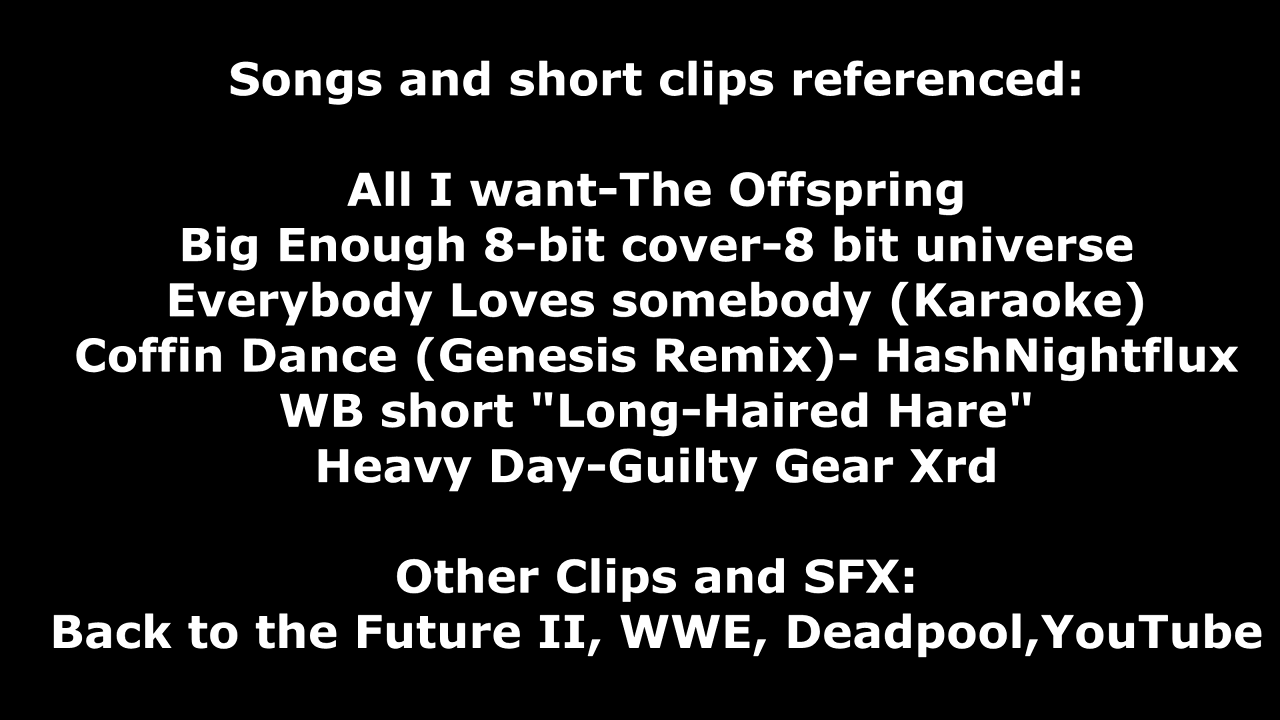 Songs and short clips referenced:
All I want-The Offspring
Big Enough 8-bit cover-8 bit universe
Everybody Loves somebody (Karaoke)
Coffin Dance (Genesis Remix)- HashNightflux
WB short "Long-Haired Hare"
Heavy Day-Guilty Gear Xrd
Other Clips and SFX:
Back to the Future II, WWE, Deadpool,YouTube